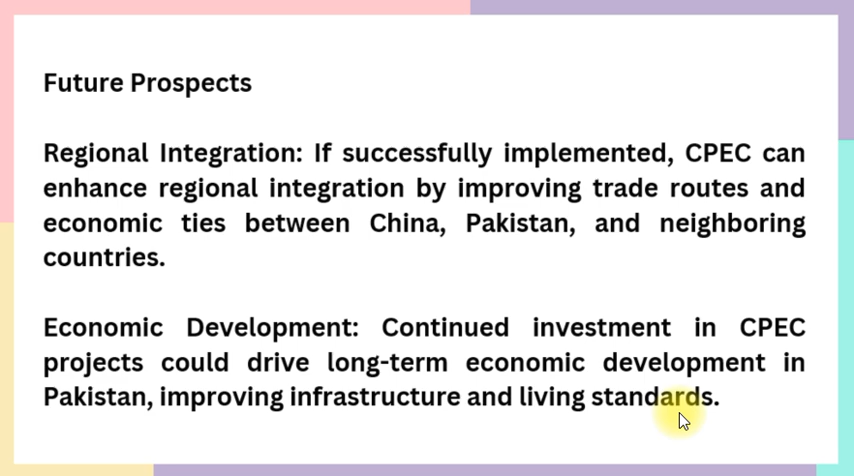 Future Prospects
Regional Integration: If successfully implemented, CPEC can
enhance regional integration by improving trade routes and
economic ties between China, Pakistan, and neighboring
countries.
Economic Development: Continued investment in CPEC
projects could drive long-term economic development in
Pakistan, improving infrastructure and living standards.